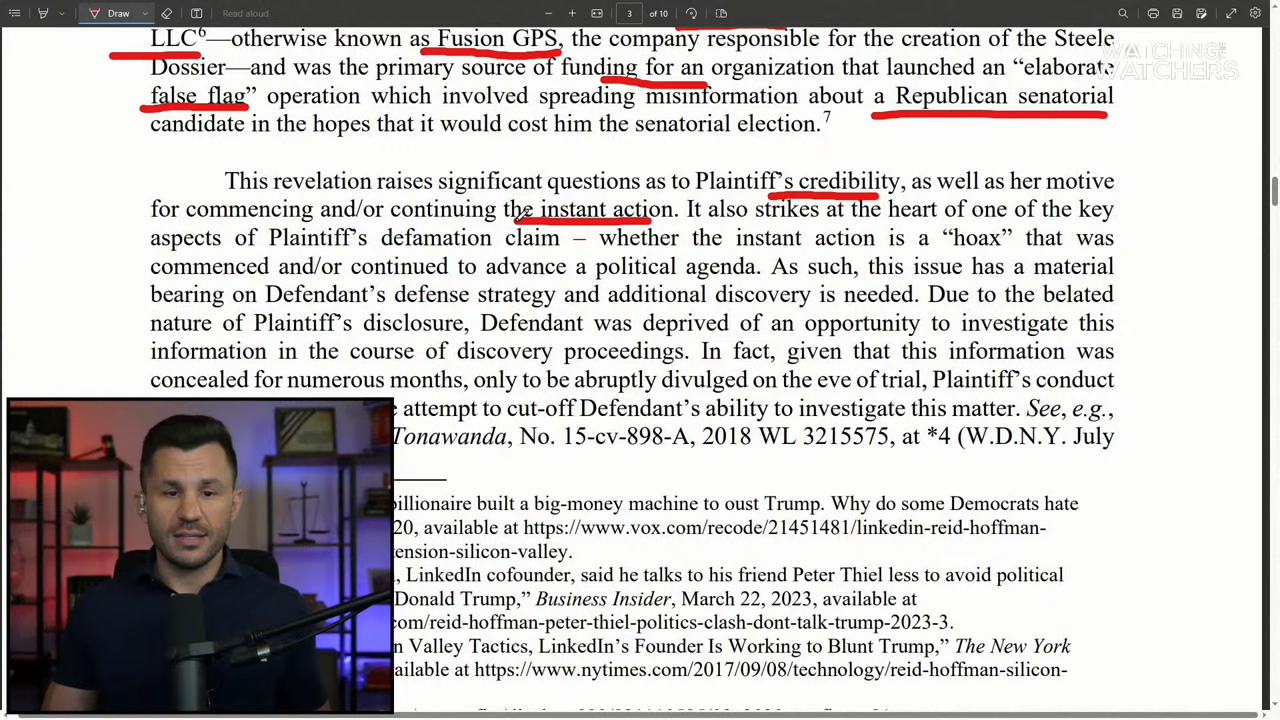 Draw
Read aloud
3
of 10
WATCHING THE
WATCHERS
LLC6—otherwise known as Fusion GPS, the company responsible for the creation of the Steele
Dossier—and was the primary source of funding for an organization that launched an “elaborate
false flag” operation which involved spreading misinformation about a Republican senatorial
candidate in the hopes that it would cost him the senatorial election.7
This revelation raises significant questions as to Plaintiff’s credibility, as well as her motive
for commencing and/or continuing the instant action. It also strikes at the heart of one of the key
aspects of Plaintiff’s defamation claim – whether the instant action is a “hoax” that was
commenced and/or continued to advance a political agenda. As such, this issue has a material
bearing on Defendant’s defense strategy and additional discovery is needed. Due to the belated
nature of Plaintiff’s disclosure, Defendant was deprived of an opportunity to investigate this
information in the course of discovery proceedings. In fact, given that this information was
concealed for numerous months, only to be abruptly divulged on the eve of trial, Plaintiff’s conduct
attempt to cut-off Defendant’s ability to investigate this matter. See, e.g.,
Tonawanda, No. 15-cv-898-A, 2018 WL 3215575, at *4 (W.D.N.Y. July
billionaire built a big-money machine to oust Trump. Why do some Democrats hate
20, available at https://www.vox.com/recode/21451481/linkedin-reid-hoffman-
tension-silicon-valley.
, LinkedIn cofounder, said he talks to his friend Peter Thiel less to avoid political
Donald Trump,” Business Insider, March 22, 2023, available at
com/reid-hoffman-peter-thiel-politics-clash-dont-talk-trump-2023-3.
n Valley Tactics, LinkedIn’s Founder Is Working to Blunt Trump,” The New York
ailable at https://www.nytimes.com/2017/09/08/technology/reid-hoffman-silicon-